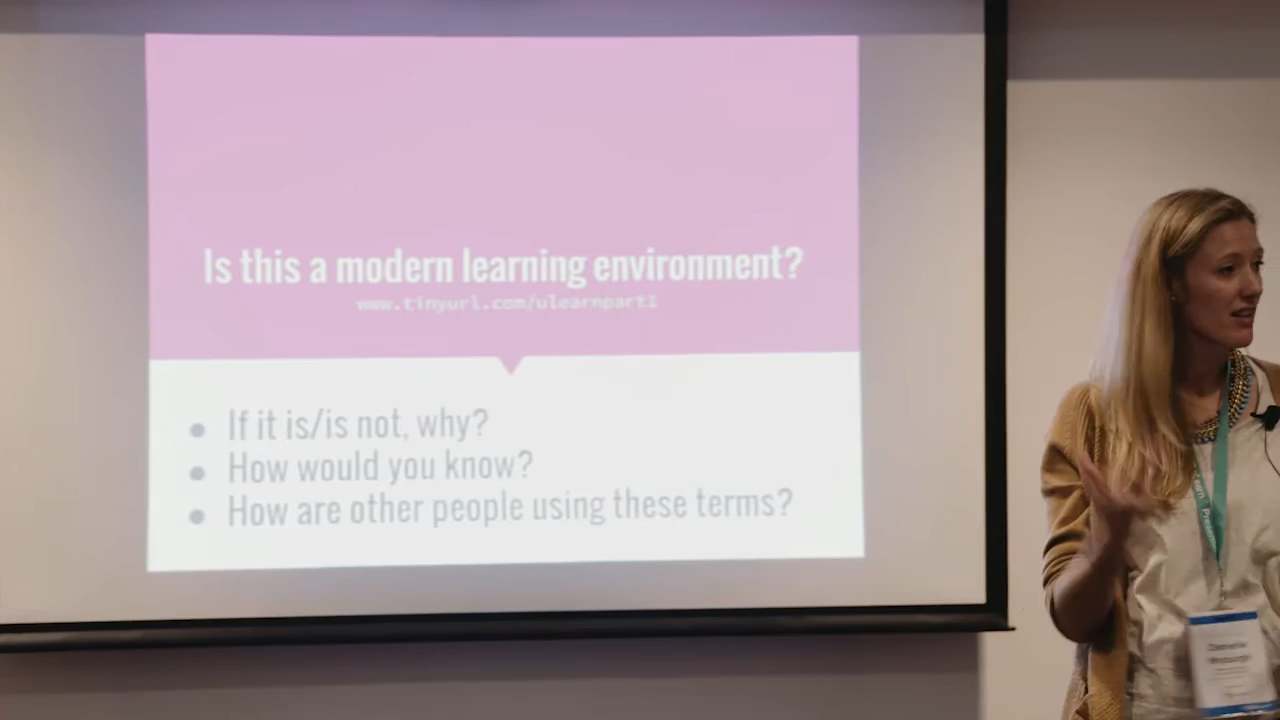 Is this a modern learning environment?
www.tinyurl.com/ulearnpart1
● If it is/is not, why?
● How would you know?
● How are other people using these terms?